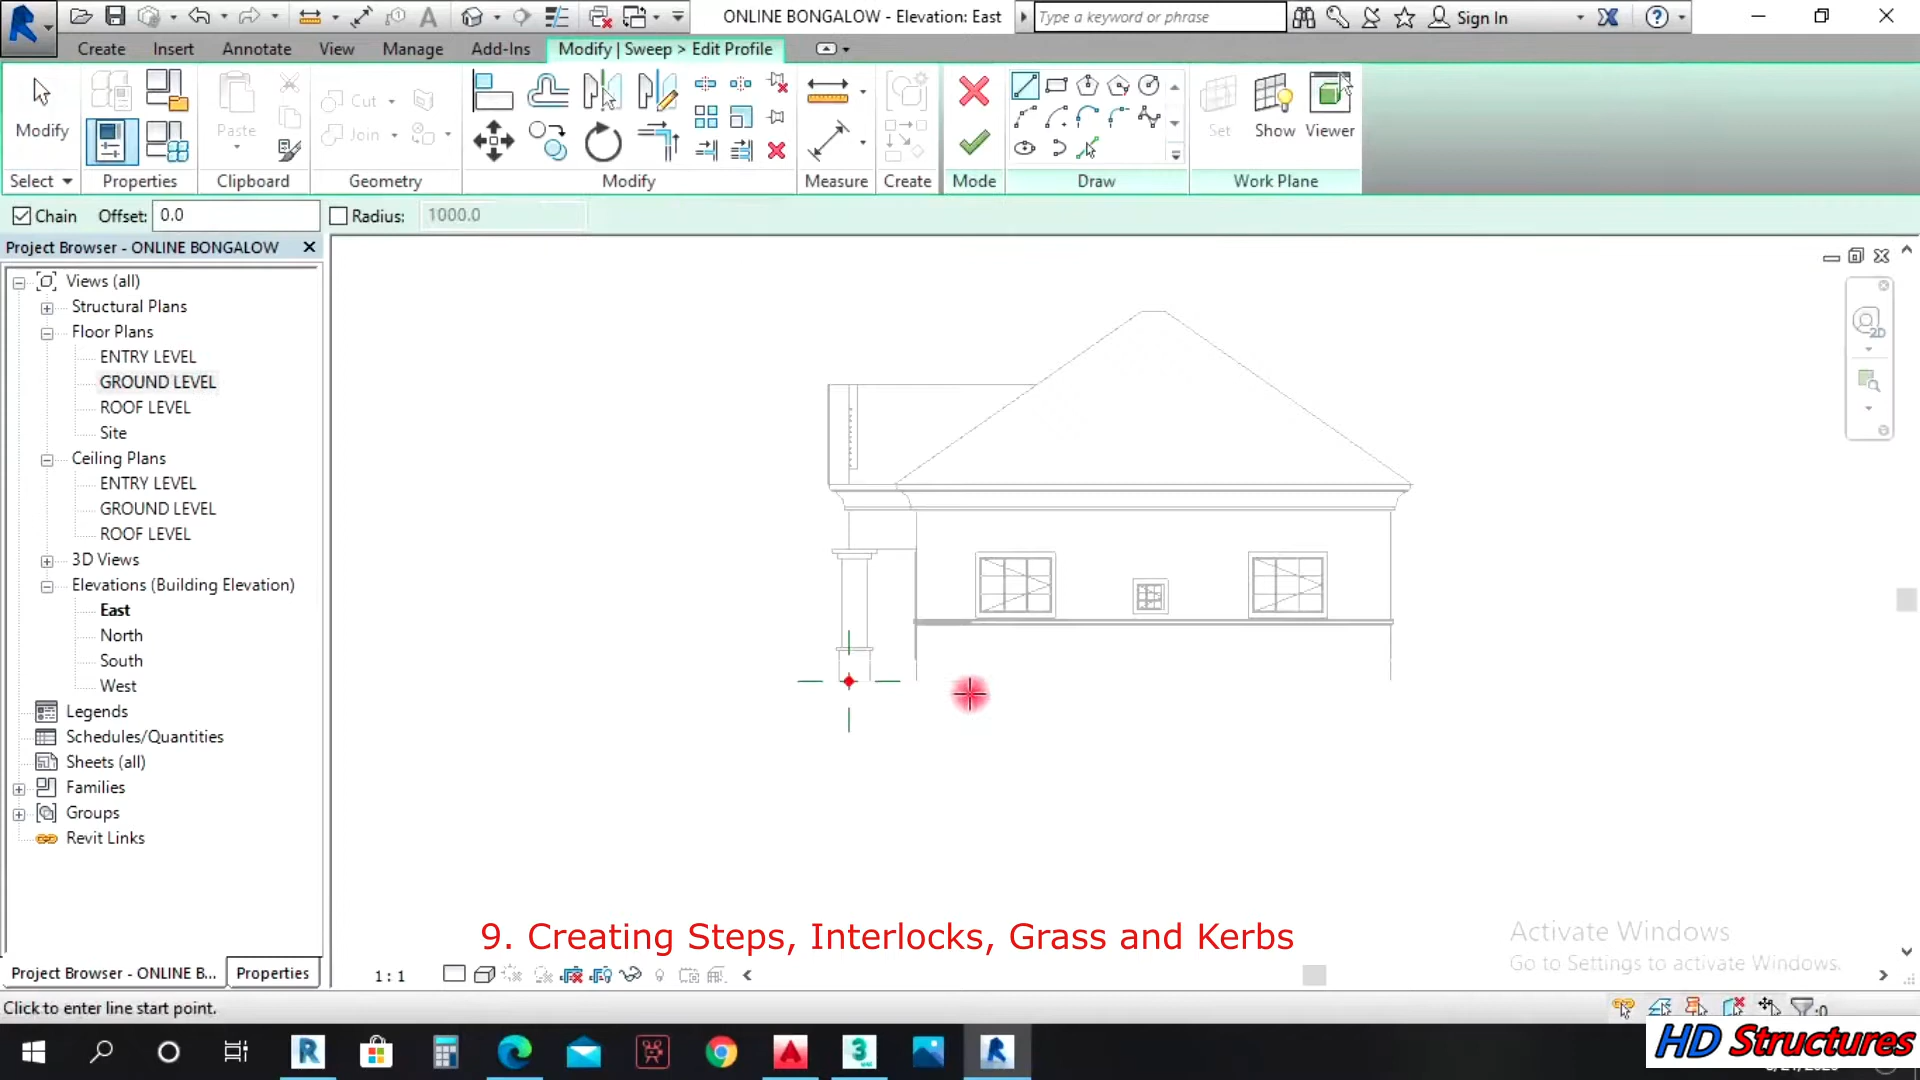 ONLINE BONGALOW - Elevation: East
Type a keyword or phrase
Sign In
Create Insert Annotate View Manage Add-Ins Modify | Sweep > Edit Profile
Modify
Cut
Join
Paste
Set Show Viewer
Select Properties Clipboard Geometry Modify Measure Create Mode Draw Work Plane
Chain Offset: 0.0 Radius: 1000.0
Project Browser - ONLINE BONGALOW
Views (all)
Structural Plans
Floor Plans
ENTRY LEVEL
GROUND LEVEL
ROOF LEVEL
Site
Ceiling Plans
ENTRY LEVEL
GROUND LEVEL
ROOF LEVEL
3D Views
Elevations (Building Elevation)
East
North
South
West
Legends
Schedules/Quantities
Sheets (all)
Families
Groups
Revit Links
9. Creating Steps, Interlocks, Grass and Kerbs
Activate Windows
Go to Settings to activate Windows.
Project Browser - ONLINE B... Properties
1 : 1
Click to enter line start point.
:0
HD Structures